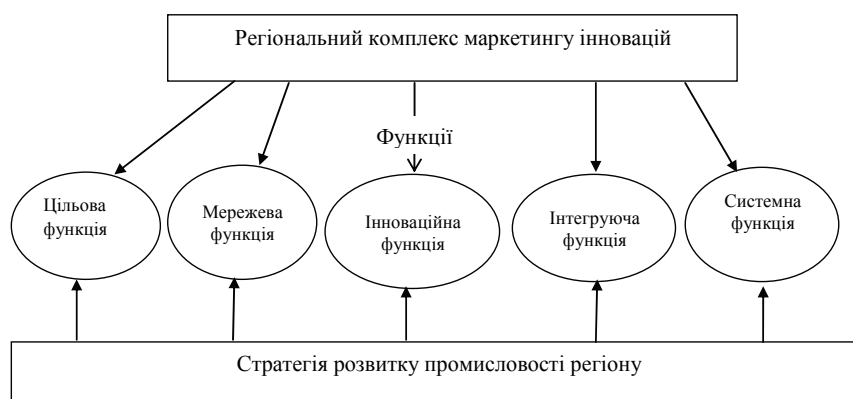 Регіональний комплекс маркетингу інновацій
Функції
Цільова
функція
Мережева
функція
Інноваційна
функція
Інтегруюча
функція
Системна
функція
Стратегія розвитку промисловості регіону